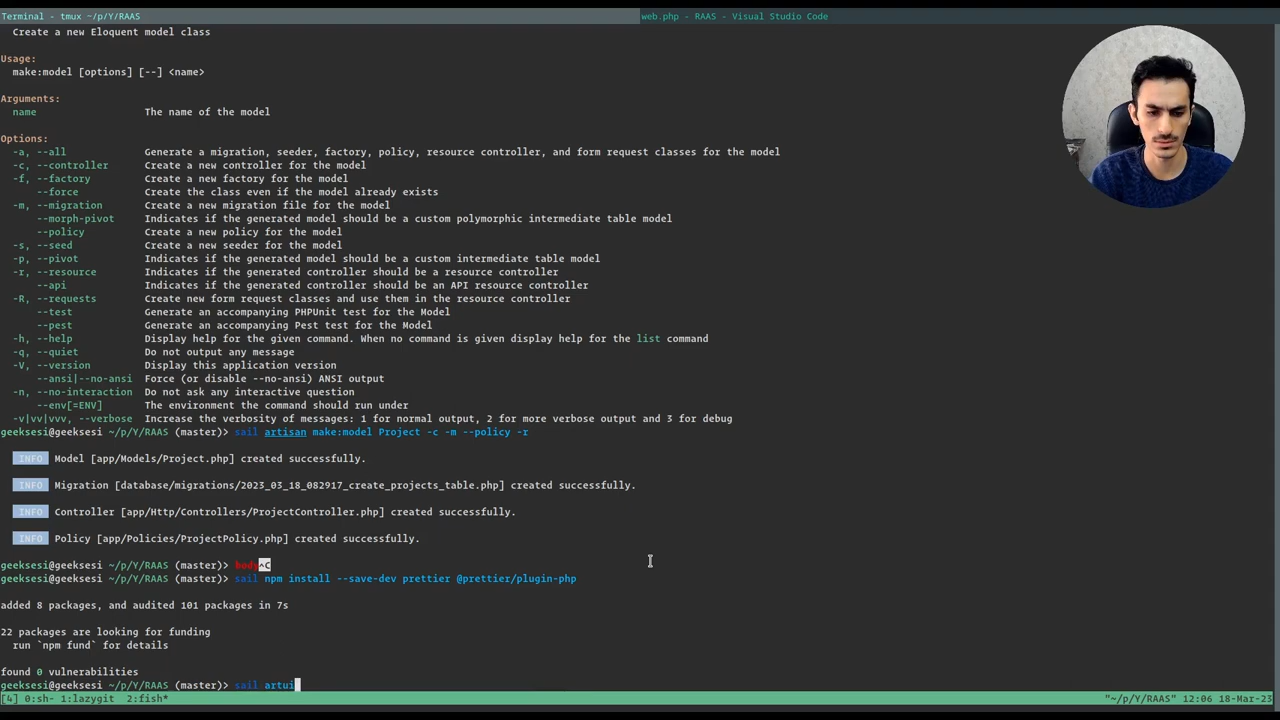 Terminal - tmux ~/p/Y/RAAS
web.php - RAAS - Visual Studio Code
Create a new Eloquent model class
Usage:
make:model [options] [--] <name>
Arguments:
name The name of the model
Options:
-a, --all Generate a migration, seeder, factory, policy, resource controller, and form request classes for the model
-c, --controller Create a new controller for the model
-f, --factory Create a new factory for the model
--force Create the class even if the model already exists
-m, --migration Create a new migration file for the model
--morph-pivot Indicates if the generated model should be a custom polymorphic intermediate table model
--policy Create a new policy for the model
-s, --seed Create a new seeder for the model
-p, --pivot Indicates if the generated model should be a custom intermediate table model
-r, --resource Indicates if the generated controller should be a resource controller
--api Indicates if the generated controller should be an API resource controller
-R, --requests Create new form request classes and use them in the resource controller
--test Generate an accompanying PHPUnit test for the Model
--pest Generate an accompanying Pest test for the Model
-h, --help Display help for the given command. When no command is given display help for the list command
-q, --quiet Do not output any message
-V, --version Display this application version
--ansi|--no-ansi Force (or disable --no-ansi) ANSI output
-n, --no-interaction Do not ask any interactive question
--env[=ENV] The environment the command should run under
-v|vv|vvv, --verbose Increase the verbosity of messages: 1 for normal output, 2 for more verbose output and 3 for debug
geeksesi@geeksesi ~/p/Y/RAAS (master)> sail artisan make:model Project -c -m --policy -r
INFO Model [app/Models/Project.php] created successfully.
INFO Migration [database/migrations/2023_03_18_082917_create_projects_table.php] created successfully.
INFO Controller [app/Http/Controllers/ProjectController.php] created successfully.
INFO Policy [app/Policies/ProjectPolicy.php] created successfully.
geeksesi@geeksesi ~/p/Y/RAAS (master)> body^C
geeksesi@geeksesi ~/p/Y/RAAS (master)> sail npm install --save-dev prettier @prettier/plugin-php
added 8 packages, and audited 101 packages in 7s
22 packages are looking for funding
run `npm fund` for details
found 0 vulnerabilities
geeksesi@geeksesi ~/p/Y/RAAS (master)> sail artui
[4] 0:sh- 1:lazygit 2:fish* "~/p/Y/RAAS" 12:06 18-Mar-23